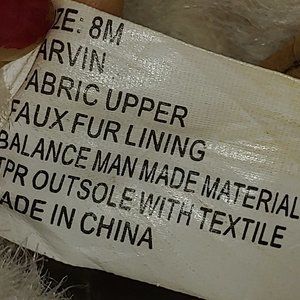 ZE: 8M
ARVIN
ABRIC UPPER
FAUX FUR LINING
BALANCE MAN MADE MATERIAL
TPR OUTSOLE WITH TEXTILE
ADE IN CHINA